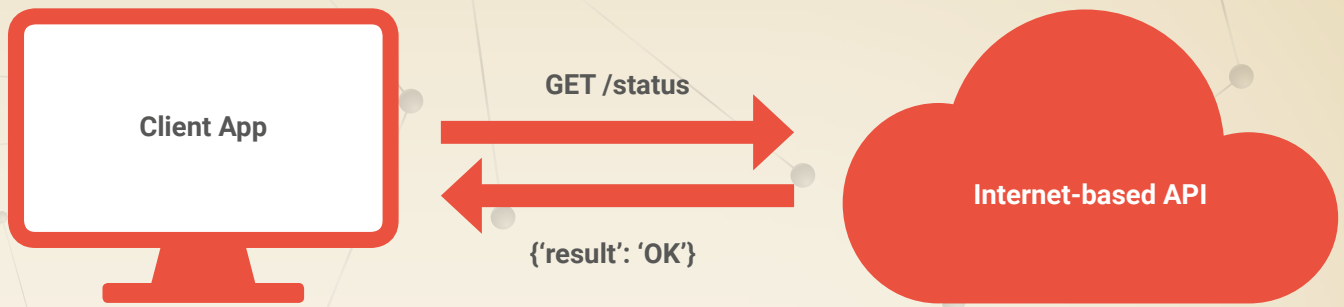 Client App
GET /status
{‘result’: ‘OK’}
Internet-based API